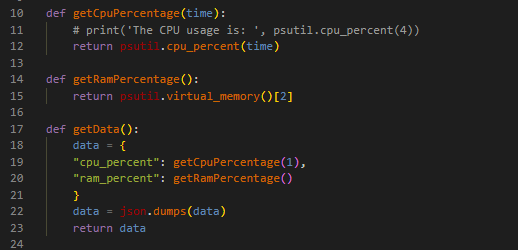 10 def getCpuPercentage(time):
11     # print('The CPU usage is: ', psutil.cpu_percent(4))
12     return psutil.cpu_percent(time)
13
14 def getRamPercentage():
15     return psutil.virtual_memory()[2]
16
17 def getData():
18     data = {
19     "cpu_percent": getCpuPercentage(1),
20     "ram_percent": getRamPercentage()
21     }
22     data = json.dumps(data)
23     return data
24